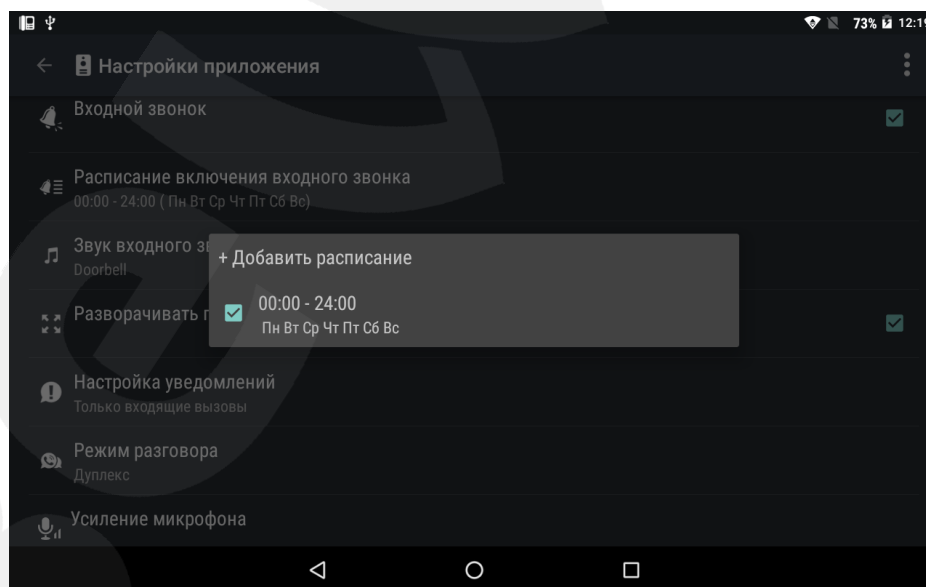 73% 12:19
Настройки приложения
Входной звонок
Расписание включения входного звонка
00:00 - 24:00 ( Пн Вт Ср Чт Пт Сб Вс)
Звук входного
Doorbell
+ Добавить расписание
00:00 - 24:00
Пн Вт Ср Чт Пт Сб Вс
Разворачивать
Настройка уведомлений
Только входящие вызовы
Режим разговора
Дуплекс
Усиление микрофона